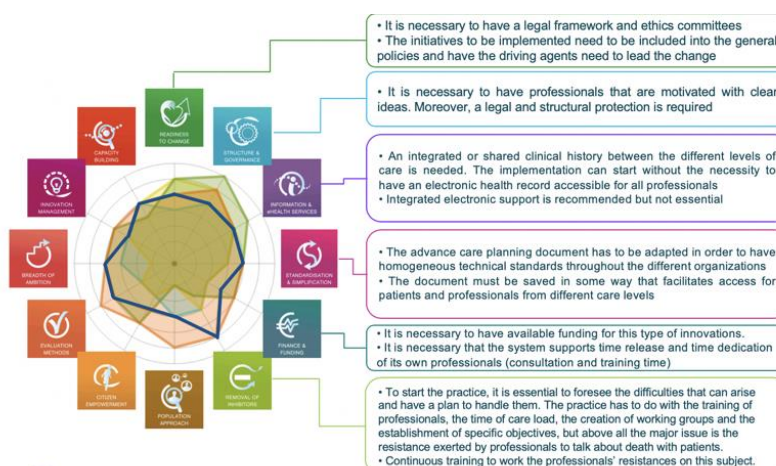 • It is necessary to have a legal framework and ethics committees
• The initiatives to be implemented need to be included into the general
policies and have the driving agents need to lead the change
• It is necessary to have professionals that are motivated with clear
ideas. Moreover, a legal and structural protection is required
• An integrated or shared clinical history between the different levels of
care is needed. The implementation can start without the necessity to
have an electronic health record accessible for all professionals
• Integrated electronic support is recommended but not essential
• The advance care planning document has to be adapted in order to have
homogeneous technical standards throughout the different organizations
• The document must be saved in some way that facilitates access for
patients and professionals from different care levels
• It is necessary to have available funding for this type of innovations.
• It is necessary that the system supports time release and time dedication
of its own professionals (consultation and training time)
• To start the practice, it is essential to foresee the difficulties that can arise
and have a plan to handle them. The practice has to do with the training of
professionals, the time of care load, the creation of working groups and the
establishment of specific objectives, but above all the major issue is the
resistance exerted by professionals to talk about death with patients.
• Continuous training to work the professionals' resistances on this subject.
READINESS
TO CHANGE
STRUCTURE &
GOVERNANCE
INFORMATION &
eHEALTH SERVICES
STANDARDISATION
& SIMPLIFICATION
FINANCE &
FUNDING
REMOVAL OF
INHIBITORS
POPULATION
APPROACH
CITIZEN
EMPOWERMENT
EVALUATION
METHODS
BREADTH OF
AMBITION
INNOVATION
MANAGEMENT
CAPACITY
BUILDING